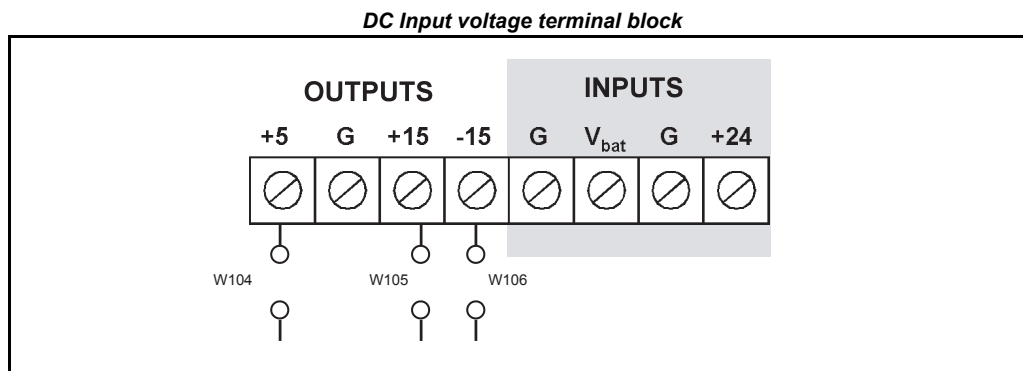 DC Input voltage terminal block
OUTPUTS INPUTS
+5 G +15 -15 G Vbat G +24
W104 W105 W106